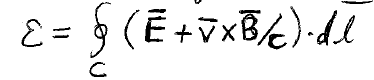 ℰ = ∮_C (E̅ + v̅ × B̅/c) · dl̅